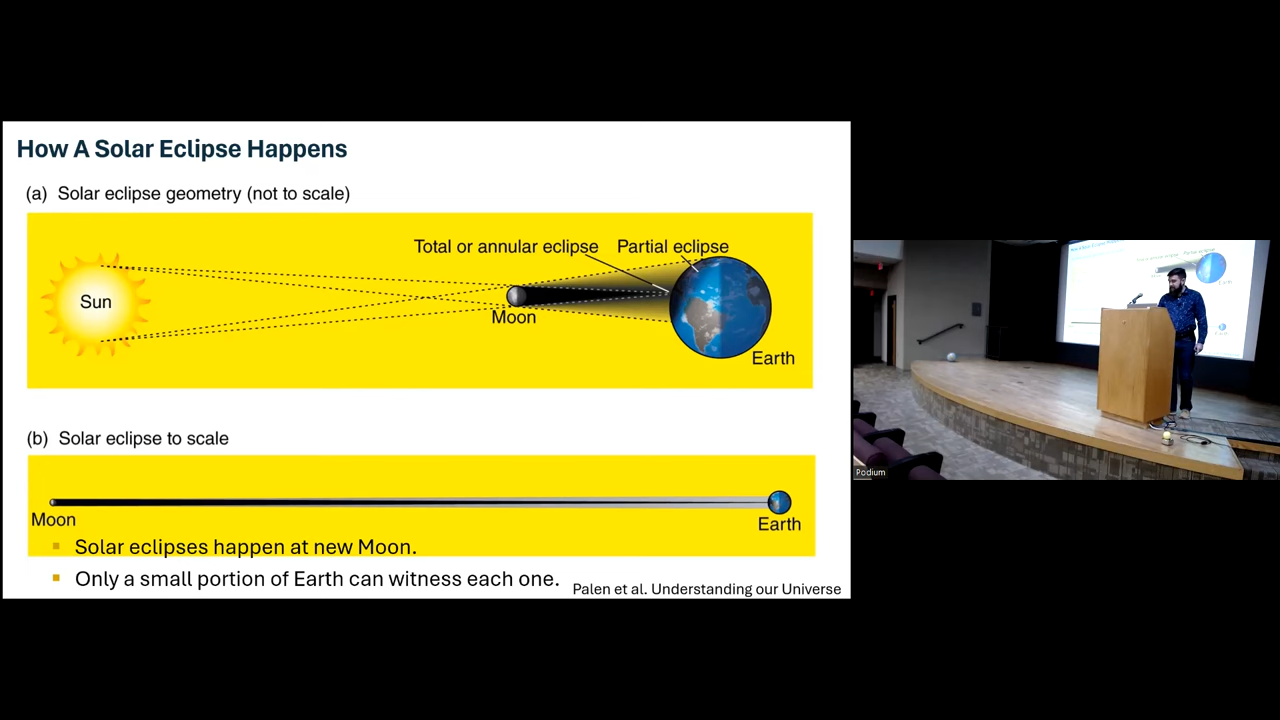 How A Solar Eclipse Happens
(a) Solar eclipse geometry (not to scale)
Total or annular eclipse
Partial eclipse
Sun
Moon
Earth
(b) Solar eclipse to scale
Moon
Earth
Solar eclipses happen at new Moon.
Only a small portion of Earth can witness each one.
Palen et al. Understanding our Universe
Podium